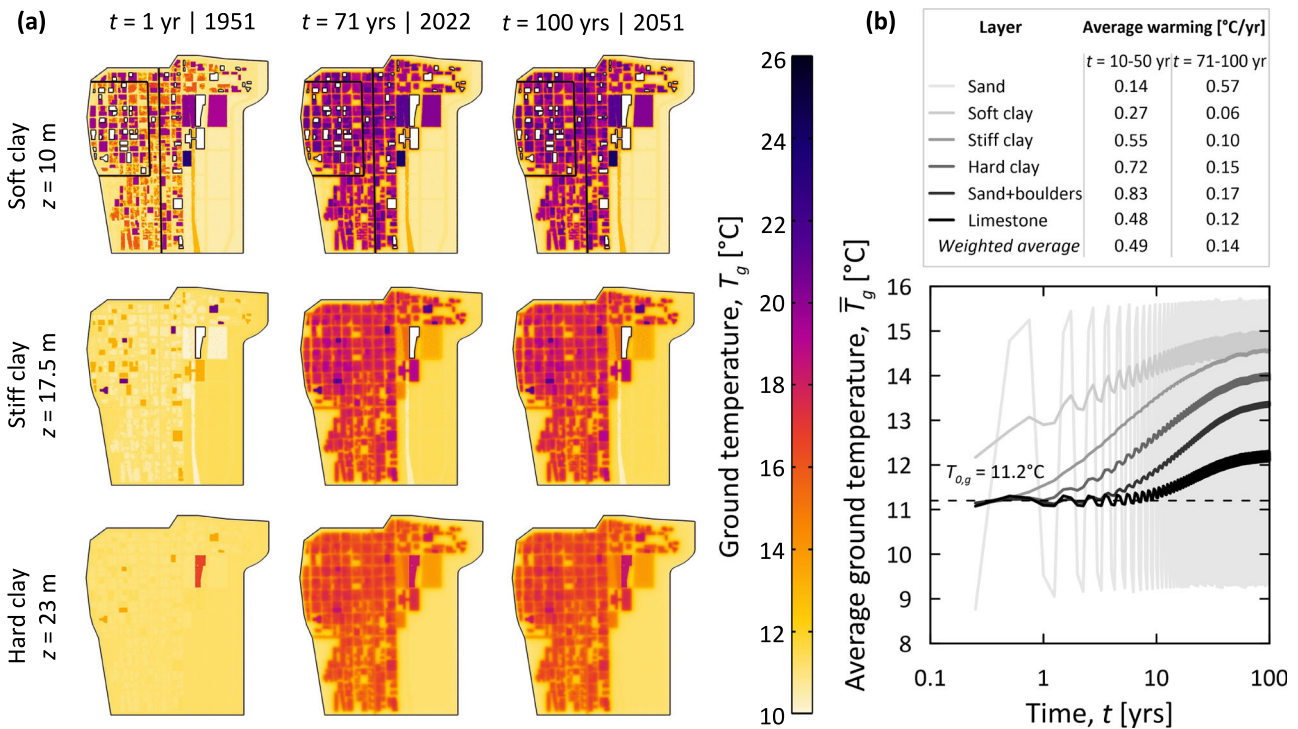 (a)
t = 1 yr | 1951
t = 71 yrs | 2022
t = 100 yrs | 2051
Soft clay
z = 10 m
Stiff clay
z = 17.5 m
Hard clay
z = 23 m
26
24
22
20
18
16
14
12
10
Ground temperature, Tg [°C]
(b)
Layer Average warming [°C/yr]
t = 10-50 yr t = 71-100 yr
Sand 0.14 0.57
Soft clay 0.27 0.06
Stiff clay 0.55 0.10
Hard clay 0.72 0.15
Sand+boulders 0.83 0.17
Limestone 0.48 0.12
Weighted average 0.49 0.14
Average ground temperature, T̅g [°C]
16
15
14
13
12
11
10
9
8
T0,g = 11.2°C
0.1 1 10 100
Time, t [yrs]